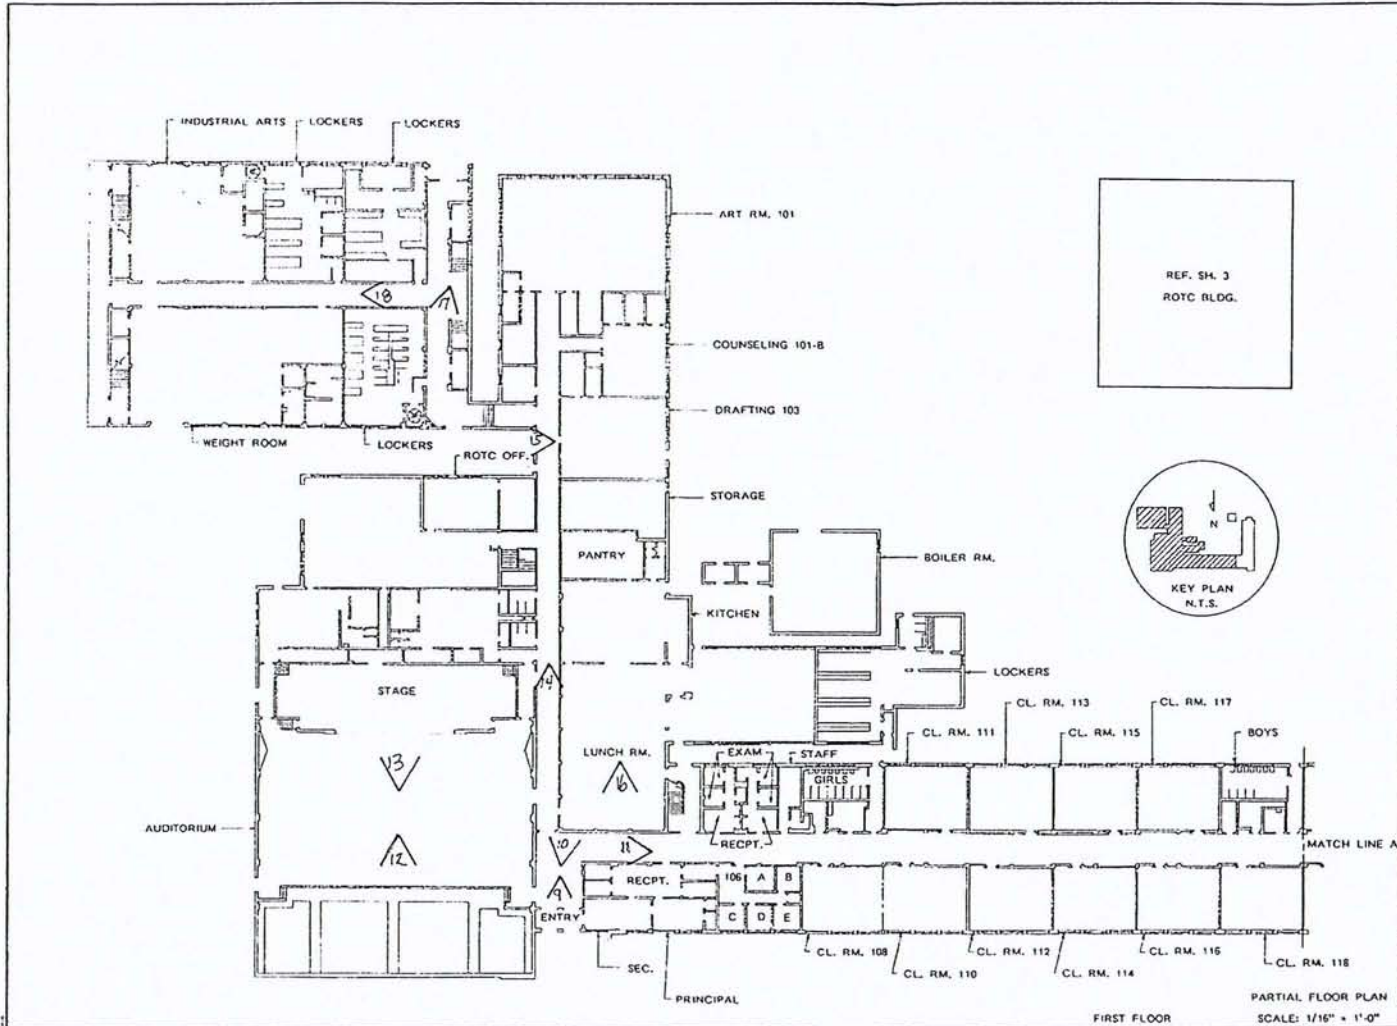 INDUSTRIAL ARTS
LOCKERS
LOCKERS
ART RM. 101
REF. SH. 3
ROTC BLDG.
18
17
COUNSELING 101-B
DRAFTING 103
WEIGHT ROOM
LOCKERS
15
ROTC OFF.
STORAGE
N
PANTRY
BOILER RM.
KEY PLAN
N.T.S.
KITCHEN
LOCKERS
STAGE
14
CL. RM. 113
CL. RM. 117
CL. RM. 111
CL. RM. 115
BOYS
LUNCH RM.
EXAM
STAFF
13
16
GIRLS
AUDITORIUM
12
10
11
RECPT.
MATCH LINE A
RECPT.
106
A
B
9
ENTRY
C
D
E
CL. RM. 108
CL. RM. 112
CL. RM. 116
CL. RM. 118
SEC.
CL. RM. 110
CL. RM. 114
PRINCIPAL
PARTIAL FLOOR PLAN
FIRST FLOOR
SCALE: 1/16" = 1'-0"